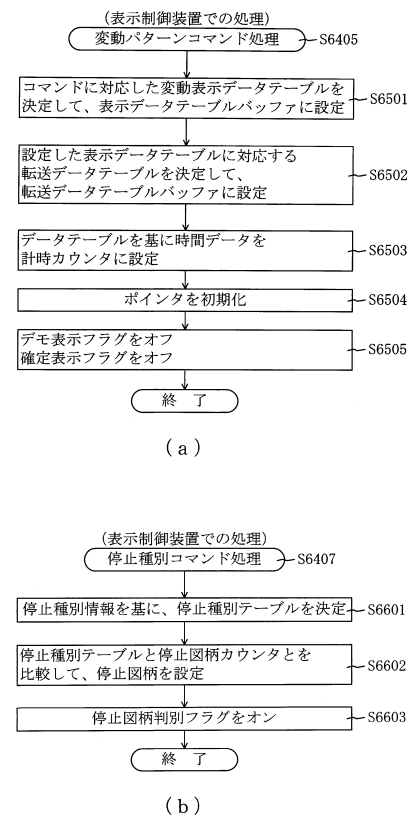 (表示制御装置での処理)
変動パターンコマンド処理
S6405
コマンドに対応した変動表示データテーブルを
決定して、表示データテーブルバッファに設定
S6501
設定した表示データテーブルに対応する
転送データテーブルを決定して、
転送データテーブルバッファに設定
S6502
データテーブルを基に時間データを
計時カウンタに設定
S6503
ポインタを初期化
S6504
デモ表示フラグをオフ
確定表示フラグをオフ
S6505
終 了
(a)
(表示制御装置での処理)
停止種別コマンド処理
S6407
停止種別情報を基に、停止種別テーブルを決定
S6601
停止種別テーブルと停止図柄カウンタとを
比較して、停止図柄を設定
S6602
停止図柄判別フラグをオン
S6603
終 了
(b)